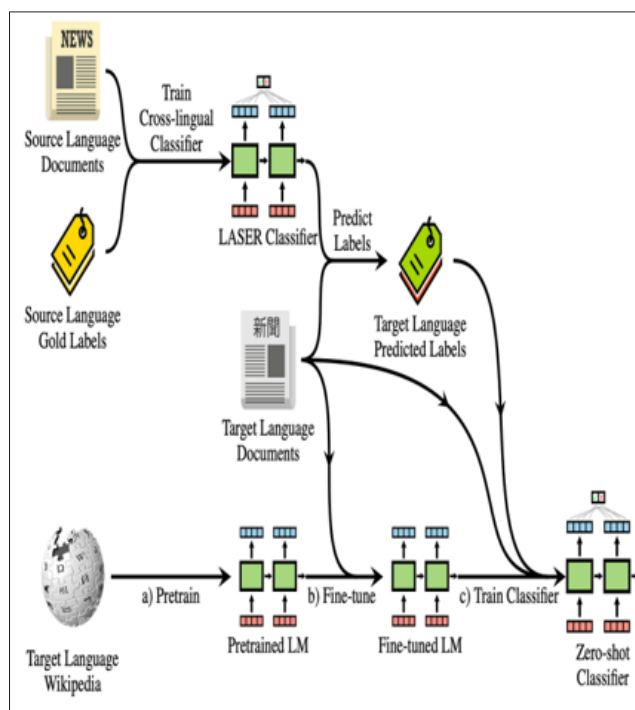 NEWS
Source Language
Documents
Train
Cross-lingual
Classifier
LASER Classifier
Source Language
Gold Labels
Predict
Labels
新聞
Target Language
Documents
Target Language
Predicted Labels
a) Pretrain
b) Fine-tune
c) Train Classifier
Target Language
Wikipedia
Pretrained LM
Fine-tuned LM
Zero-shot
Classifier